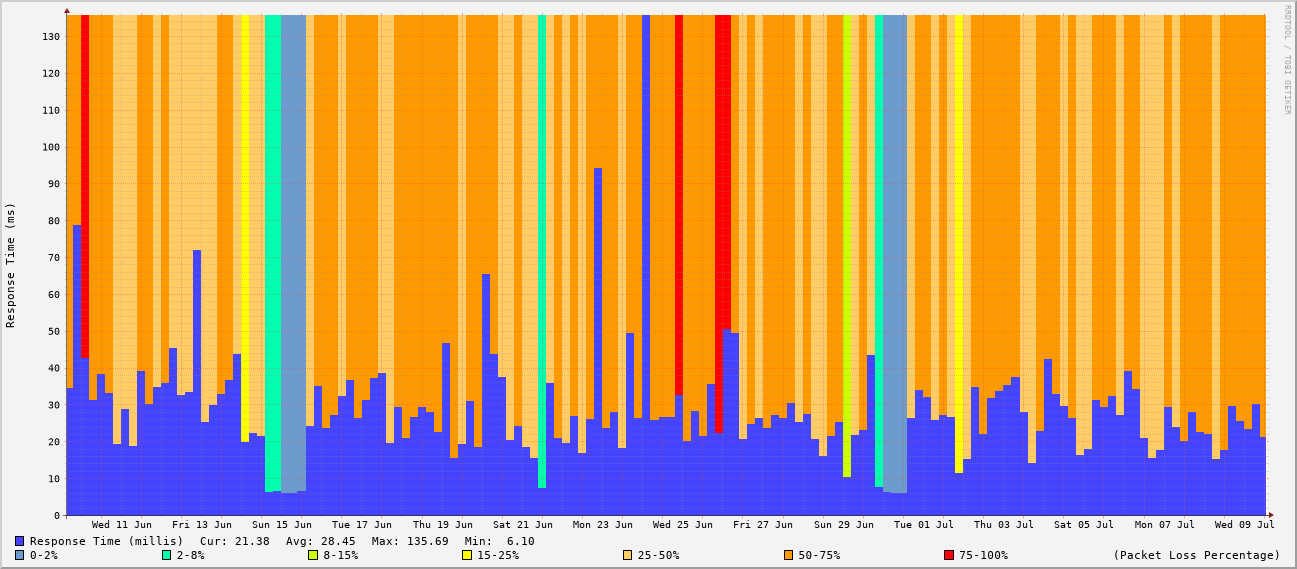 RRDTOOL / TOBI OETIKER
Response Time (ms)
130
120
110
100
90
80
70
60
50
40
30
20
10
0
Wed 11 Jun Fri 13 Jun Sun 15 Jun Tue 17 Jun Thu 19 Jun Sat 21 Jun Mon 23 Jun Wed 25 Jun Fri 27 Jun Sun 29 Jun Tue 01 Jul Thu 03 Jul Sat 05 Jul Mon 07 Jul Wed 09 Jul
Response Time (millis) Cur: 21.38 Avg: 28.45 Max: 135.69 Min: 6.10
0-2% 2-8% 8-15% 15-25% 25-50% 50-75% 75-100% (Packet Loss Percentage)